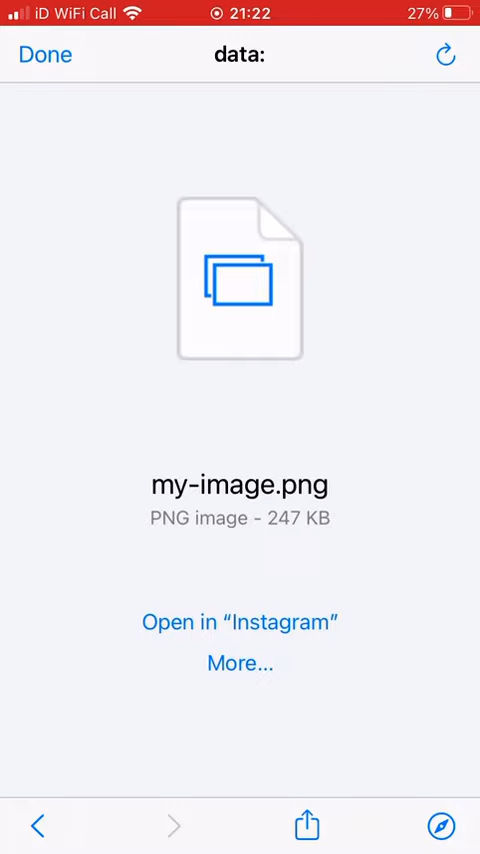 iD WiFi Call 21:22 27%
Done data:
my-image.png
PNG image - 247 KB
Open in “Instagram”
More...